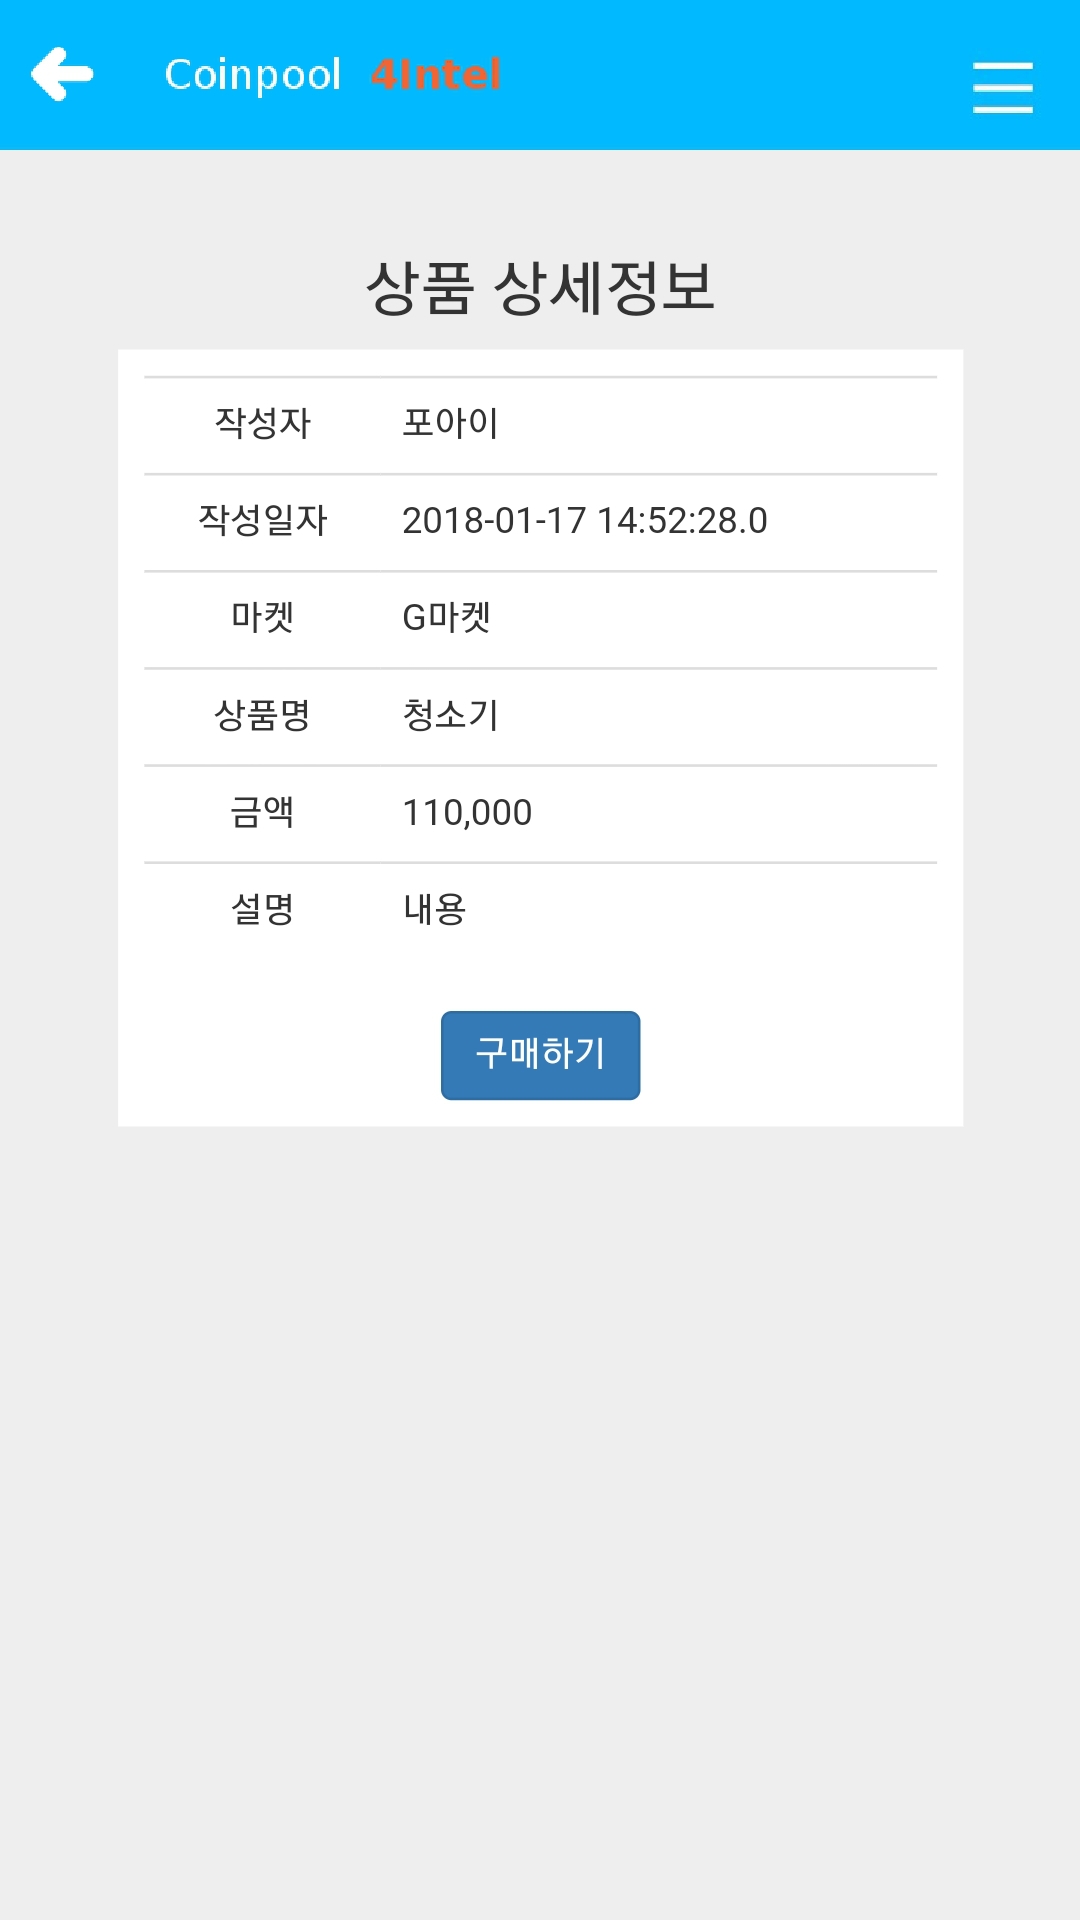 Coinpool 4Intel
상품 상세정보
작성자 포아이
작성일자 2018-01-17 14:52:28.0
마켓 G마켓
상품명 청소기
금액 110,000
설명 내용
구매하기